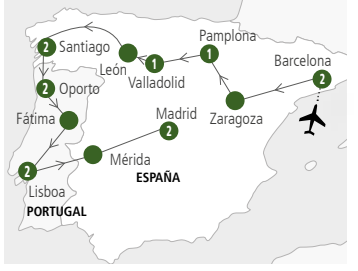 Pamplona
2 Santiago
1
Barcelona
León
1
Valladolid
2
2 Oporto
Madrid
Fátima
2
Zaragoza
Mérida
2
Lisboa
ESPAÑA
PORTUGAL